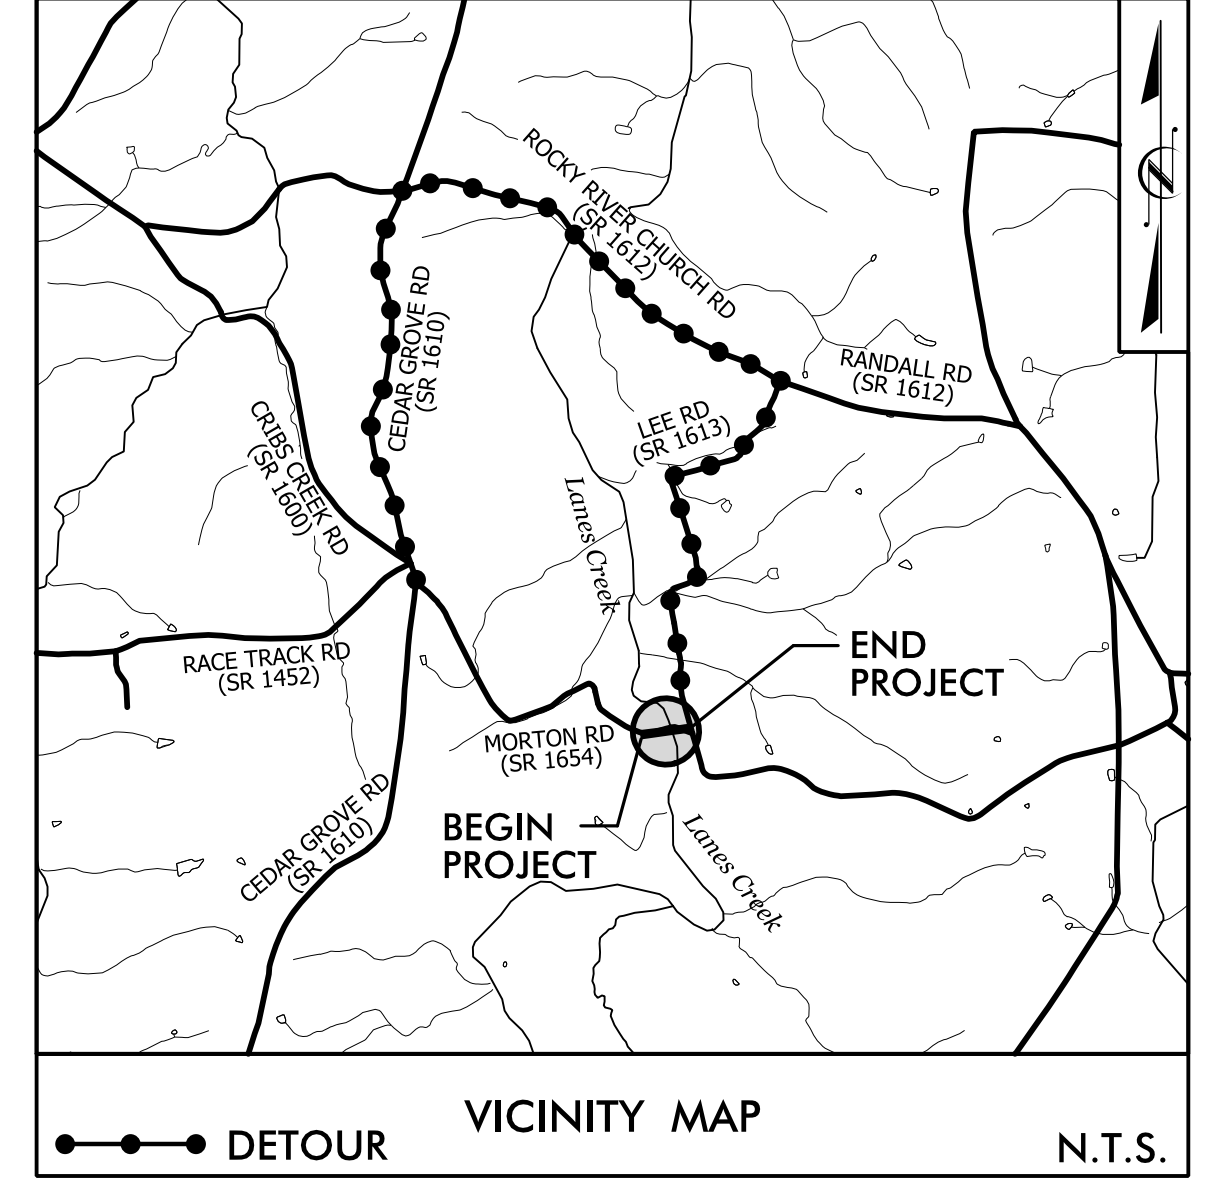 ROCKY RIVER CHURCH RD
(SR 1612)
CEDAR GROVE RD
(SR 1610)
RANDALL RD
(SR 1612)
LEE RD
(SR 1613)
CRIBS CREEK RD
(SR 1600)
Lanes Creek
RACE TRACK RD
(SR 1452)
END
PROJECT
MORTON RD
(SR 1654)
CEDAR GROVE RD
(SR 1610)
BEGIN
PROJECT
Lanes Creek
VICINITY MAP
DETOUR
N.T.S.